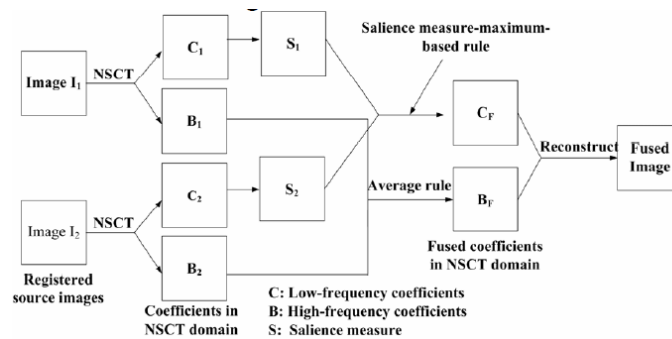 Salience measure-maximum-
based rule
Image I1
NSCT
C1
S1
B1
CF
Reconstruct
Fused
Image
C2
S2
Average rule
BF
Image I2
NSCT
B2
Fused coefficients
in NSCT domain
Registered
source images
Coefficients in
NSCT domain
C: Low-frequency coefficients
B: High-frequency coefficients
S: Salience measure